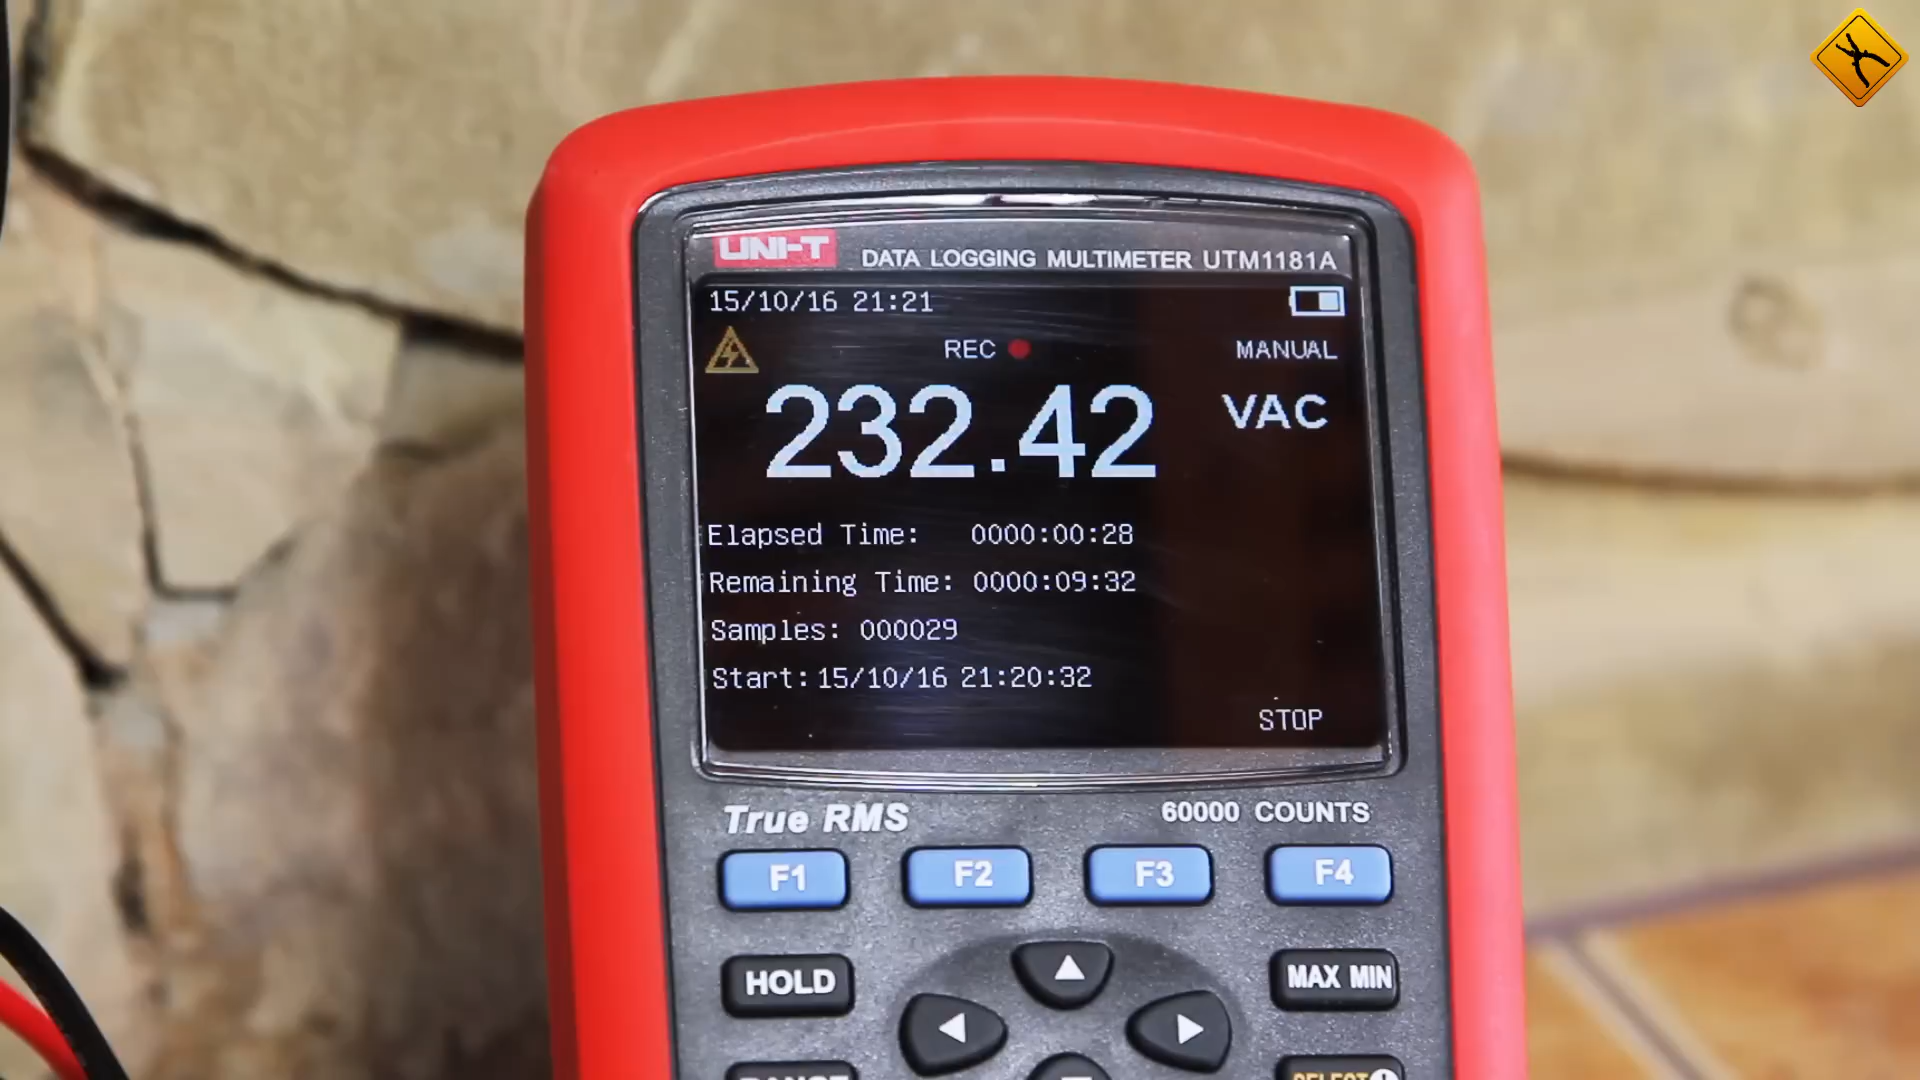 UNI-T DATA LOGGING MULTIMETER UTM1181A
15/10/16 21:21
REC MANUAL
232.42 VAC
Elapsed Time: 0000:00:28
Remaining Time: 0000:09:32
Samples: 000029
Start: 15/10/16 21:20:32
STOP
True RMS 60000 COUNTS
F1 F2 F3 F4
HOLD MAX MIN
RANGE SELECT